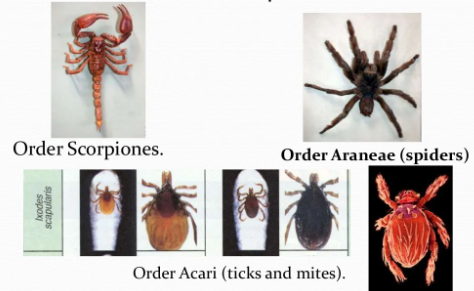 Order Scorpiones.
Order Araneae (spiders)
Ixodes
scapularis
Order Acari (ticks and mites).